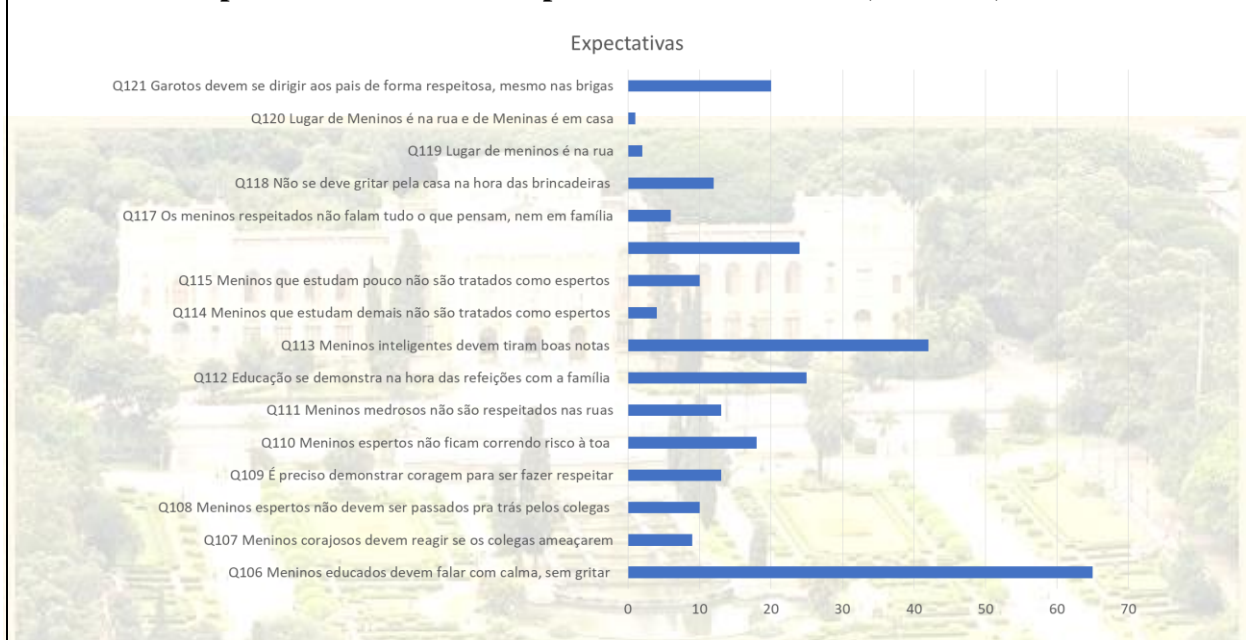 Expectativas
Q121 Garotos devem se dirigir aos pais de forma respeitosa, mesmo nas brigas
Q120 Lugar de Meninos é na rua e de Meninas é em casa
Q119 Lugar de meninos é na rua
Q118 Não se deve gritar pela casa na hora das brincadeiras
Q117 Os meninos respeitados não falam tudo o que pensam, nem em família
Q115 Meninos que estudam pouco não são tratados como espertos
Q114 Meninos que estudam demais não são tratados como espertos
Q113 Meninos inteligentes devem tiram boas notas
Q112 Educação se demonstra na hora das refeições com a família
Q111 Meninos medrosos não são respeitados nas ruas
Q110 Meninos espertos não ficam correndo risco à toa
Q109 É preciso demonstrar coragem para ser fazer respeitar
Q108 Meninos espertos não devem ser passados pra trás pelos colegas
Q107 Meninos corajosos devem reagir se os colegas ameaçarem
Q106 Meninos educados devem falar com calma, sem gritar
0 10 20 30 40 50 60 70